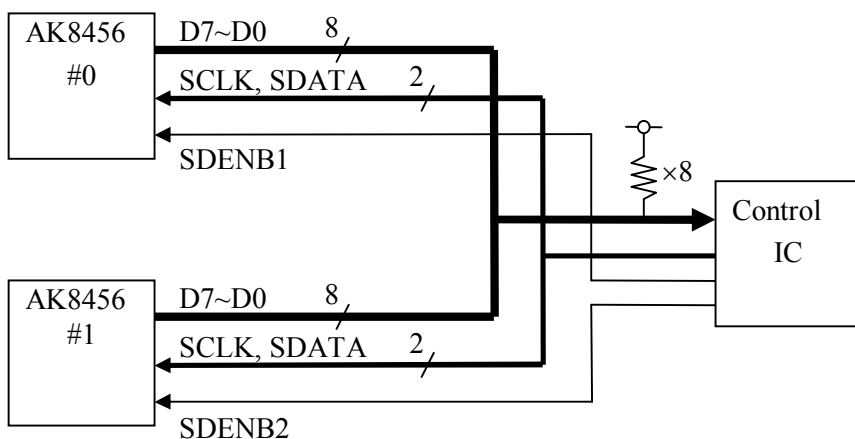 AK8456
#0
D7~D0
8
SCLK, SDATA
2
SDENB1
×8
Control
IC
AK8456
#1
D7~D0
8
SCLK, SDATA
2
SDENB2